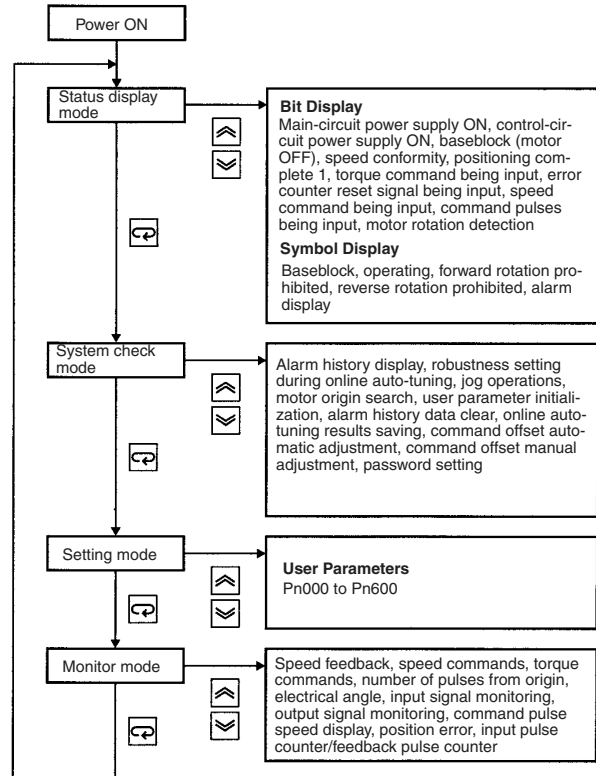 Power ON
Status display
mode
Bit Display
Main-circuit power supply ON, control-cir-
cuit power supply ON, baseblock (motor
OFF), speed conformity, positioning com-
plete 1, torque command being input, error
counter reset signal being input, speed
command being input, command pulses
being input, motor rotation detection
Symbol Display
Baseblock, operating, forward rotation pro-
hibited, reverse rotation prohibited, alarm
display
System check
mode
Alarm history display, robustness setting
during online auto-tuning, jog operations,
motor origin search, user parameter initiali-
zation, alarm history data clear, online auto-
tuning results saving, command offset auto-
matic adjustment, command offset manual
adjustment, password setting
Setting mode
User Parameters
Pn000 to Pn600
Monitor mode
Speed feedback, speed commands, torque
commands, number of pulses from origin,
electrical angle, input signal monitoring,
output signal monitoring, command pulse
speed display, position error, input pulse
counter/feedback pulse counter